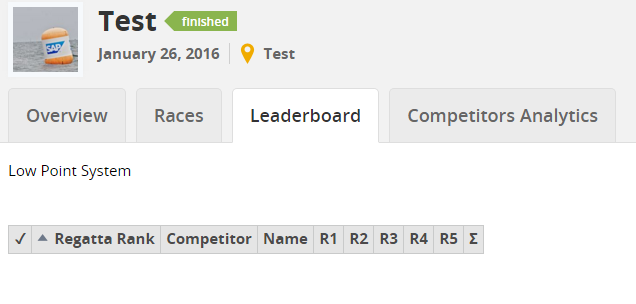 Test finished
January 26, 2016 Test
SAP
Overview Races Leaderboard Competitors Analytics
Low Point System
✓ Regatta Rank Competitor Name R1 R2 R3 R4 R5 Σ